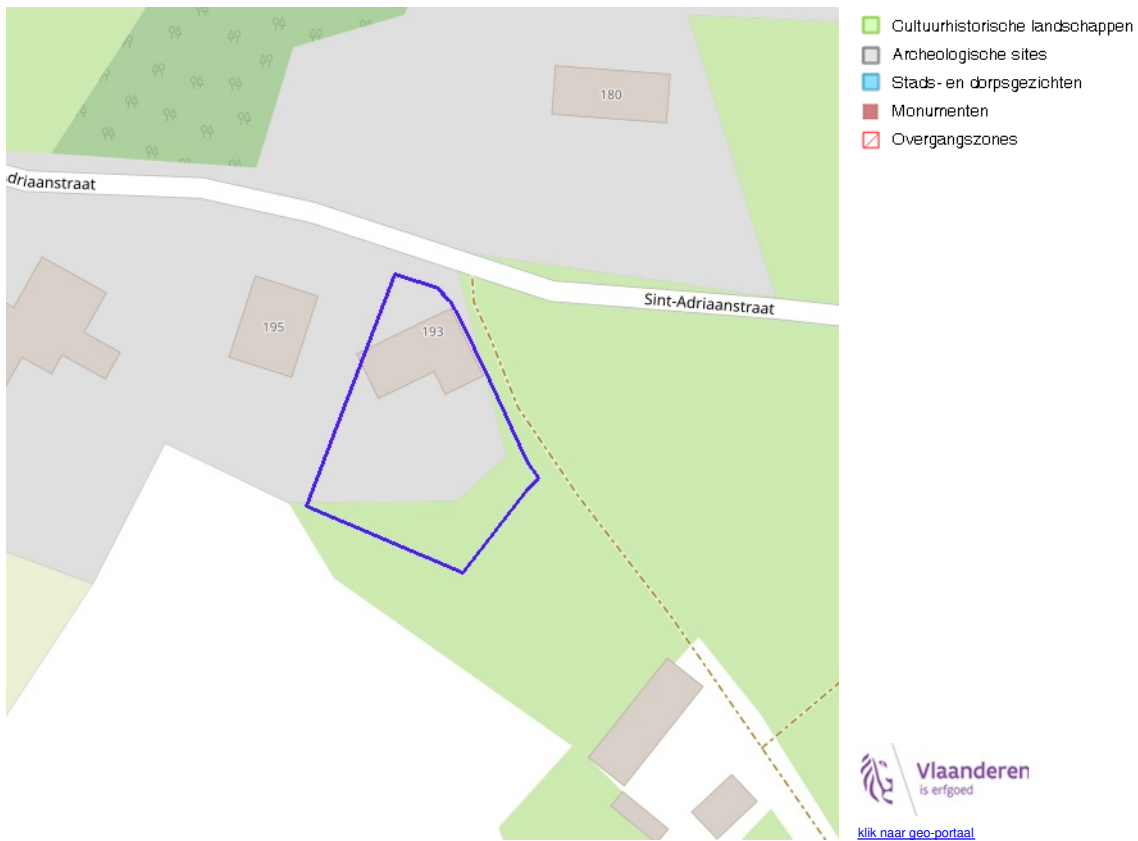 180
driaanstraat
Sint-Adriaanstraat
195
193
Cultuurhistorische landschappen
Archeologische sites
Stads- en dorpsgezichten
Monumenten
Overgangszones
Vlaanderen
is erfgoed
klik naar geo-portaal